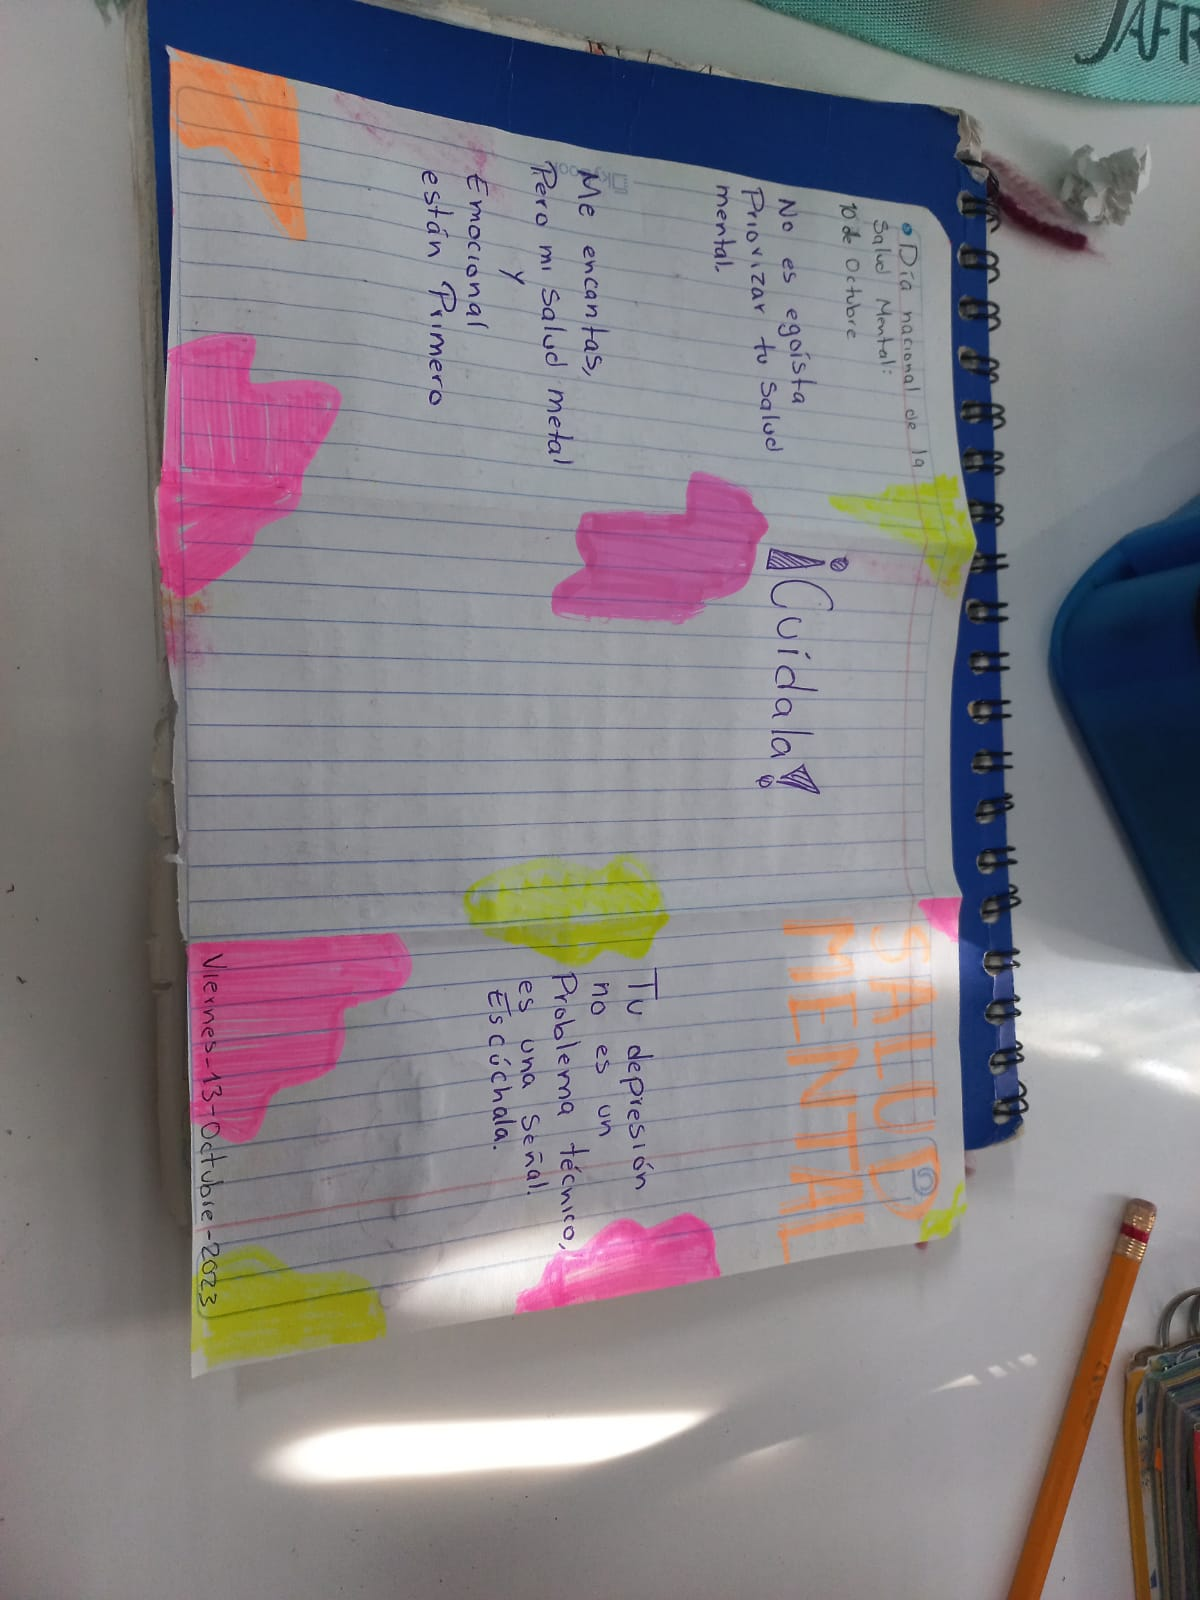 • Día nacional de la
Salud Mental:
10 de Octubre
No es egoísta
Priorizar tu Salud
mental.
Me encantas,
Pero mi salud metal
y
Emocional
están Primero
¡Cuídala!
SALUD
MENTAL
Tu depresión
no es un
Problema técnico,
es una señal.
Escúchala.
Viernes-13-Octubre-2023
JAFR